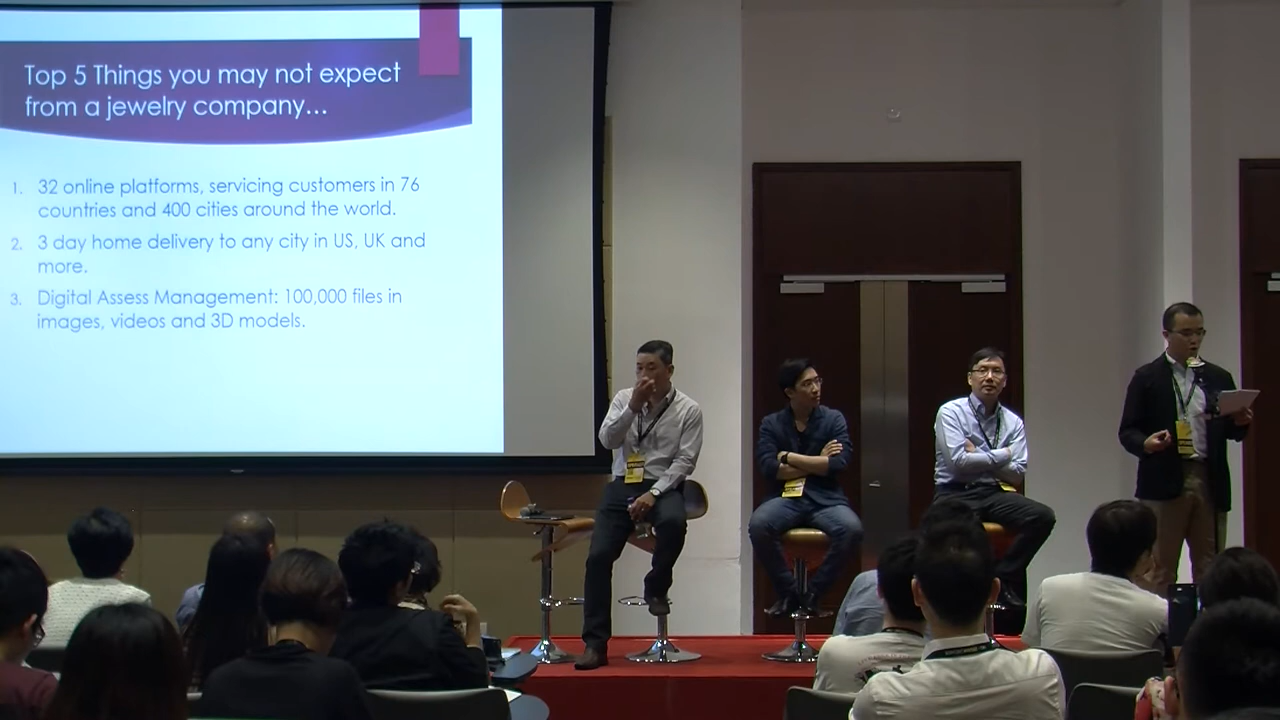 Top 5 Things you may not expect
from a jewelry company...
1. 32 online platforms, servicing customers in 76
countries and 400 cities around the world.
2. 3 day home delivery to any city in US, UK and
more.
3. Digital Assess Management: 100,000 files in
images, videos and 3D models.